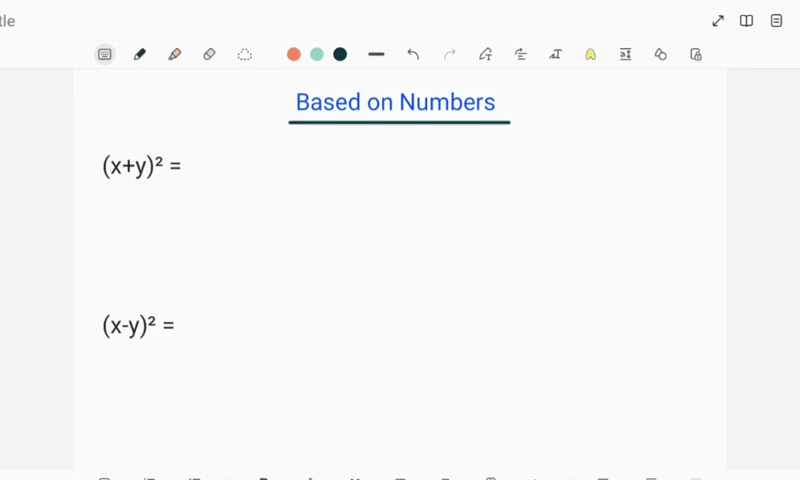 tle
Based on Numbers
(x+y)² =
(x-y)² =